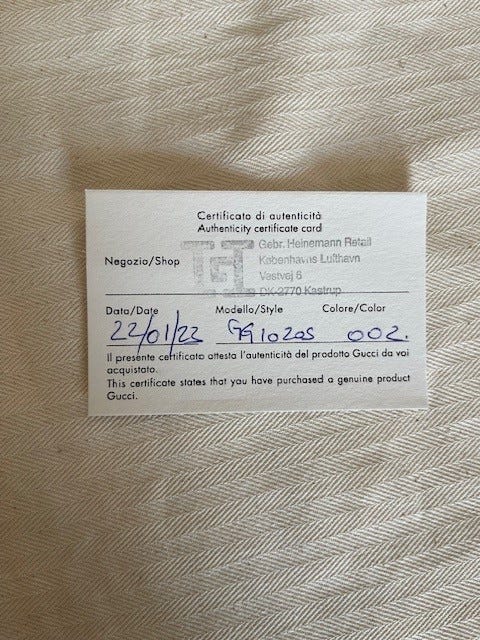 Certificato di autenticità
Authenticity certificate card
Negozio/Shop
Gebr. Heinemann Retail
Københavns Lufthavn
Vestvej 6
DK-2770 Kastrup
Data/Date Modello/Style Colore/Color
22/01/23 GG1020S 002.
Il presente certificato attesta l'autenticità del prodotto Gucci da voi
acquistato.
This certificate states that you have purchased a genuine product
Gucci.